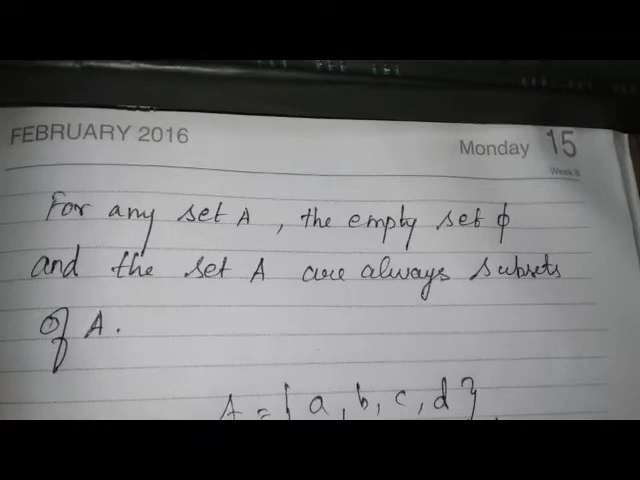 FEBRUARY 2016
Monday 15
Week 8
For any set A, the empty set ϕ
and the set A are always subsets
of A.
A = { a, b, c, d }.